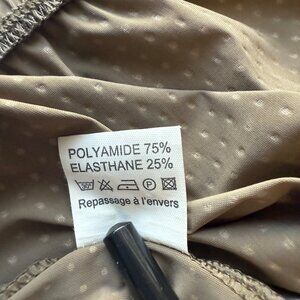 POLYAMIDE 75%
ELASTHANE 25%
Repassage à l'envers